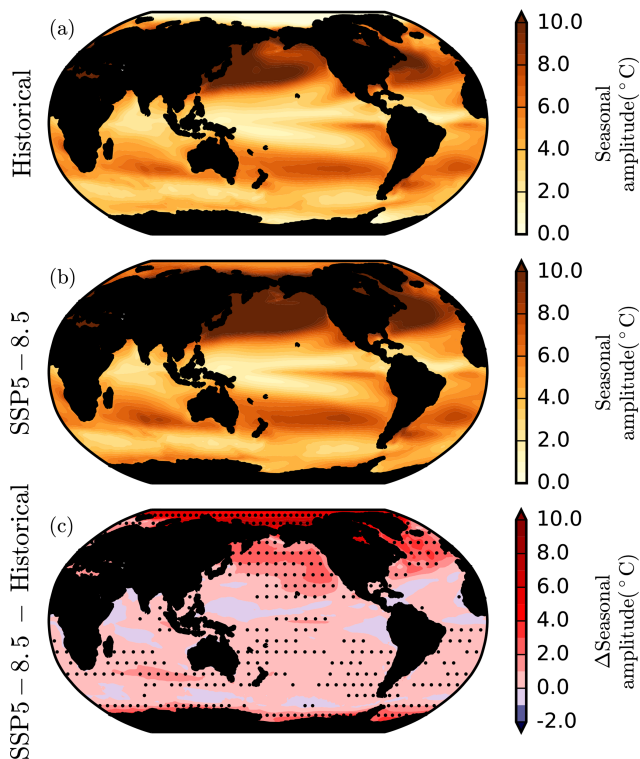 (a)
Historical
10.0
8.0
6.0
4.0
2.0
0.0
Seasonal
amplitude(°C)
(b)
SSP5 − 8.5
10.0
8.0
6.0
4.0
2.0
0.0
Seasonal
amplitude(°C)
(c)
SSP5 − 8.5 − Historical
10.0
8.0
6.0
4.0
2.0
0.0
-2.0
ΔSeasonal
amplitude(°C)